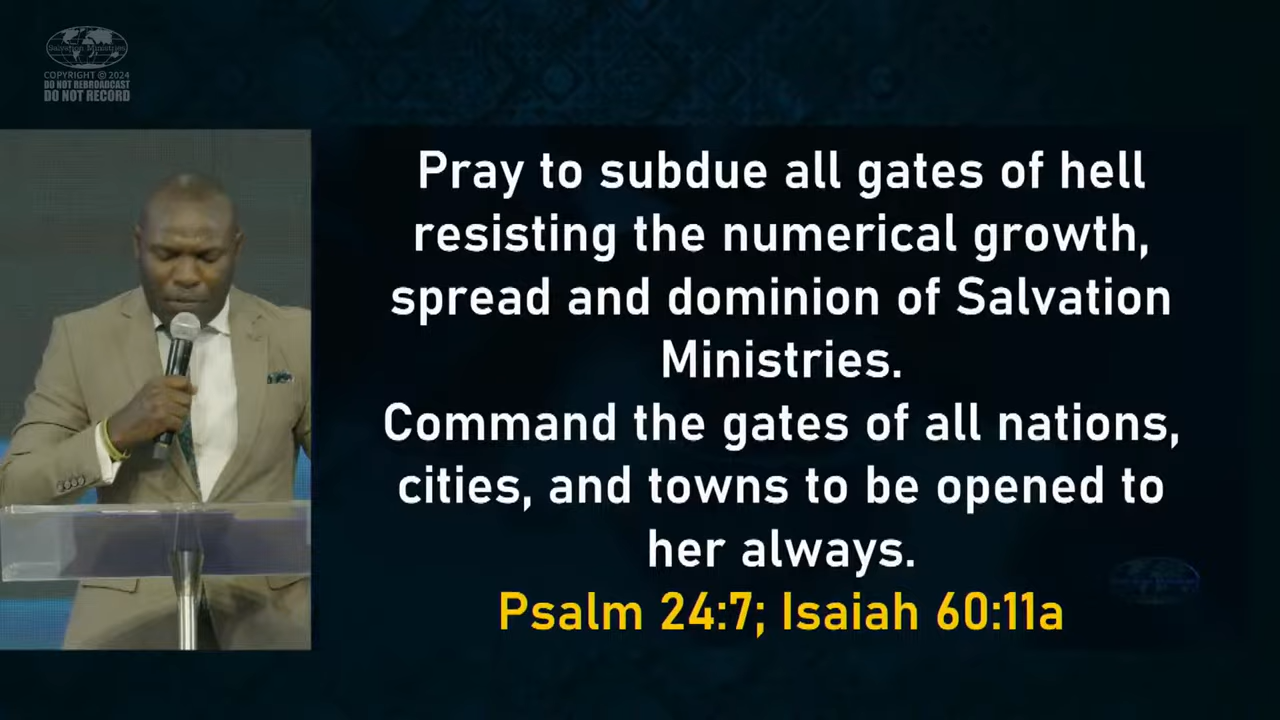 Salvation Ministries
COPYRIGHT © 2024
DO NOT REBROADCAST
DO NOT RECORD
Pray to subdue all gates of hell
resisting the numerical growth,
spread and dominion of Salvation
Ministries.
Command the gates of all nations,
cities, and towns to be opened to
her always.
Psalm 24:7; Isaiah 60:11a